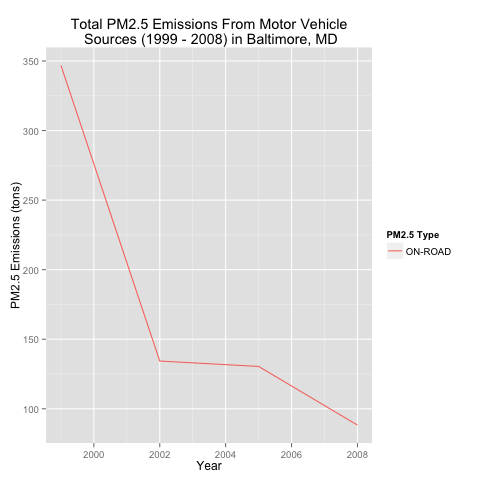 Total PM2.5 Emissions From Motor Vehicle
Sources (1999 - 2008) in Baltimore, MD
350
300
250
200
150
100
PM2.5 Emissions (tons)
2000
2002
2004
2006
2008
Year
PM2.5 Type
ON-ROAD